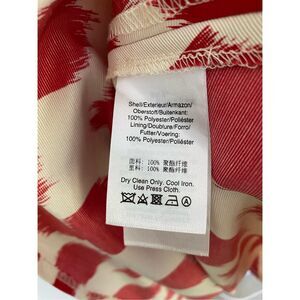 Shell/Exterieur/Armazon/
Oberstoff/Buitenkant:
100% Polyester/Poliéster
Lining/Doublure/Forro/
Futter/Voering:
100% Polyester/Poliéster
面料: 100% 聚酯纤维
里料: 100% 聚酯纤维
Dry Clean Only. Cool Iron.
Use Press Cloth.